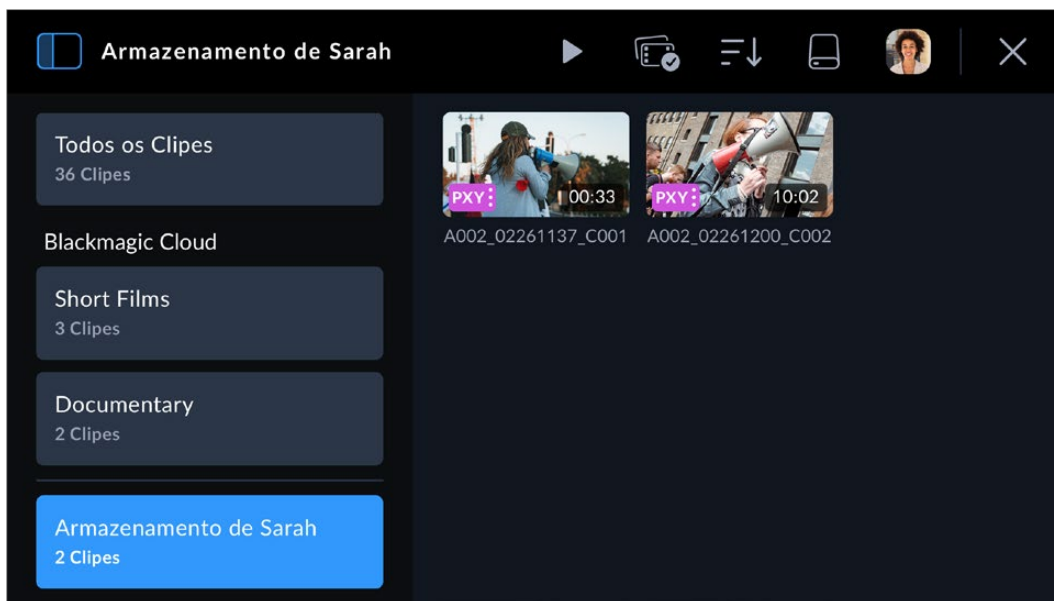 Armazenamento de Sarah
Todos os Clipes
36 Clipes
Blackmagic Cloud
Short Films
3 Clipes
Documentary
2 Clipes
Armazenamento de Sarah
2 Clipes
PXY 00:33
A002_02261137_C001
PXY 10:02
A002_02261200_C002